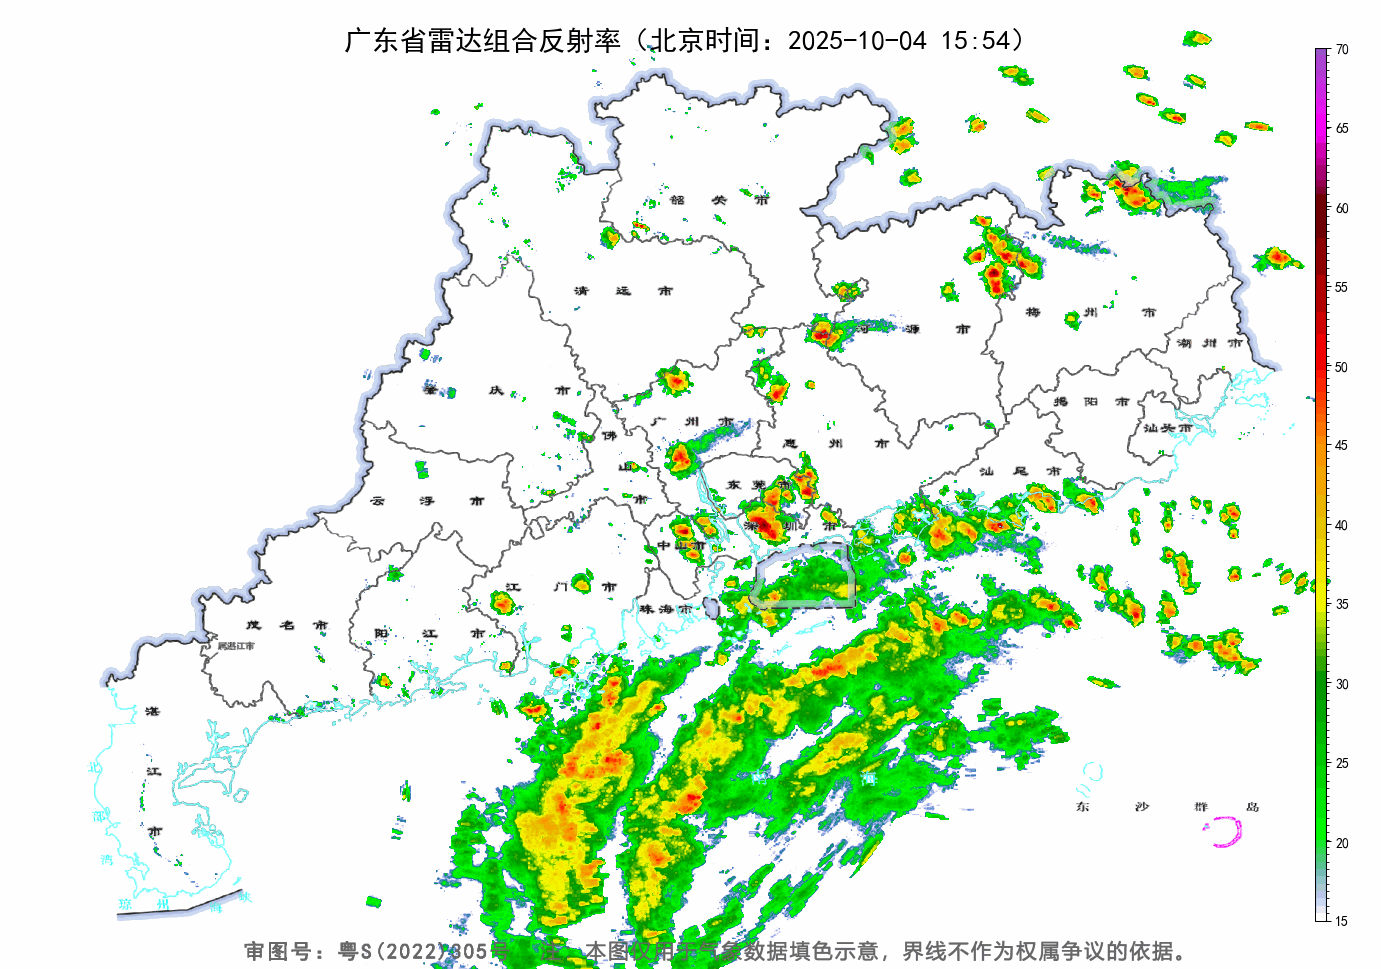 广东省雷达组合反射率（北京时间：2025-10-04 15:54）
70
65
60
55
50
45
40
35
30
25
20
15
韶关市
清远市
河源市
梅州市
潮州市
肇庆市
广州市
佛山市
惠州市
揭阳市
汕头市
汕尾市
东莞市
云浮市
深圳市
中山市
江门市
珠海市
茂名市
属湛江市
阳江市
湛江市
东沙群岛
北部湾
琼州海峡
南海
审图号：粤S(2022)305号 注：本图仅用于气象数据填色示意，界线不作为权属争议的依据。